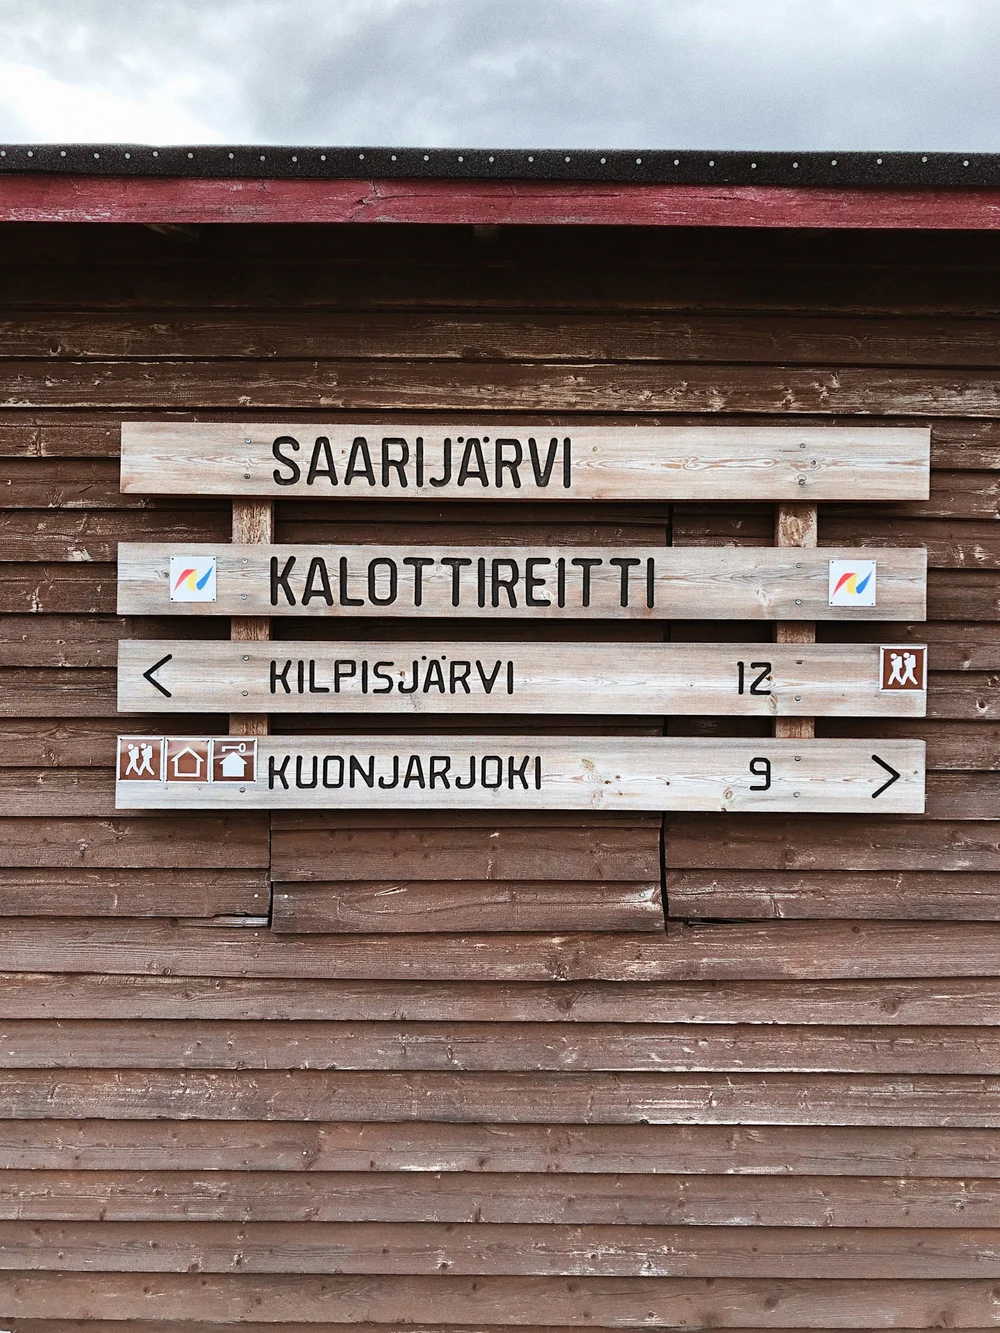 SAARIJÄRVI
KALOTTIREITTI
< KILPISJÄRVI 12
KUONJARJOKI 9 >